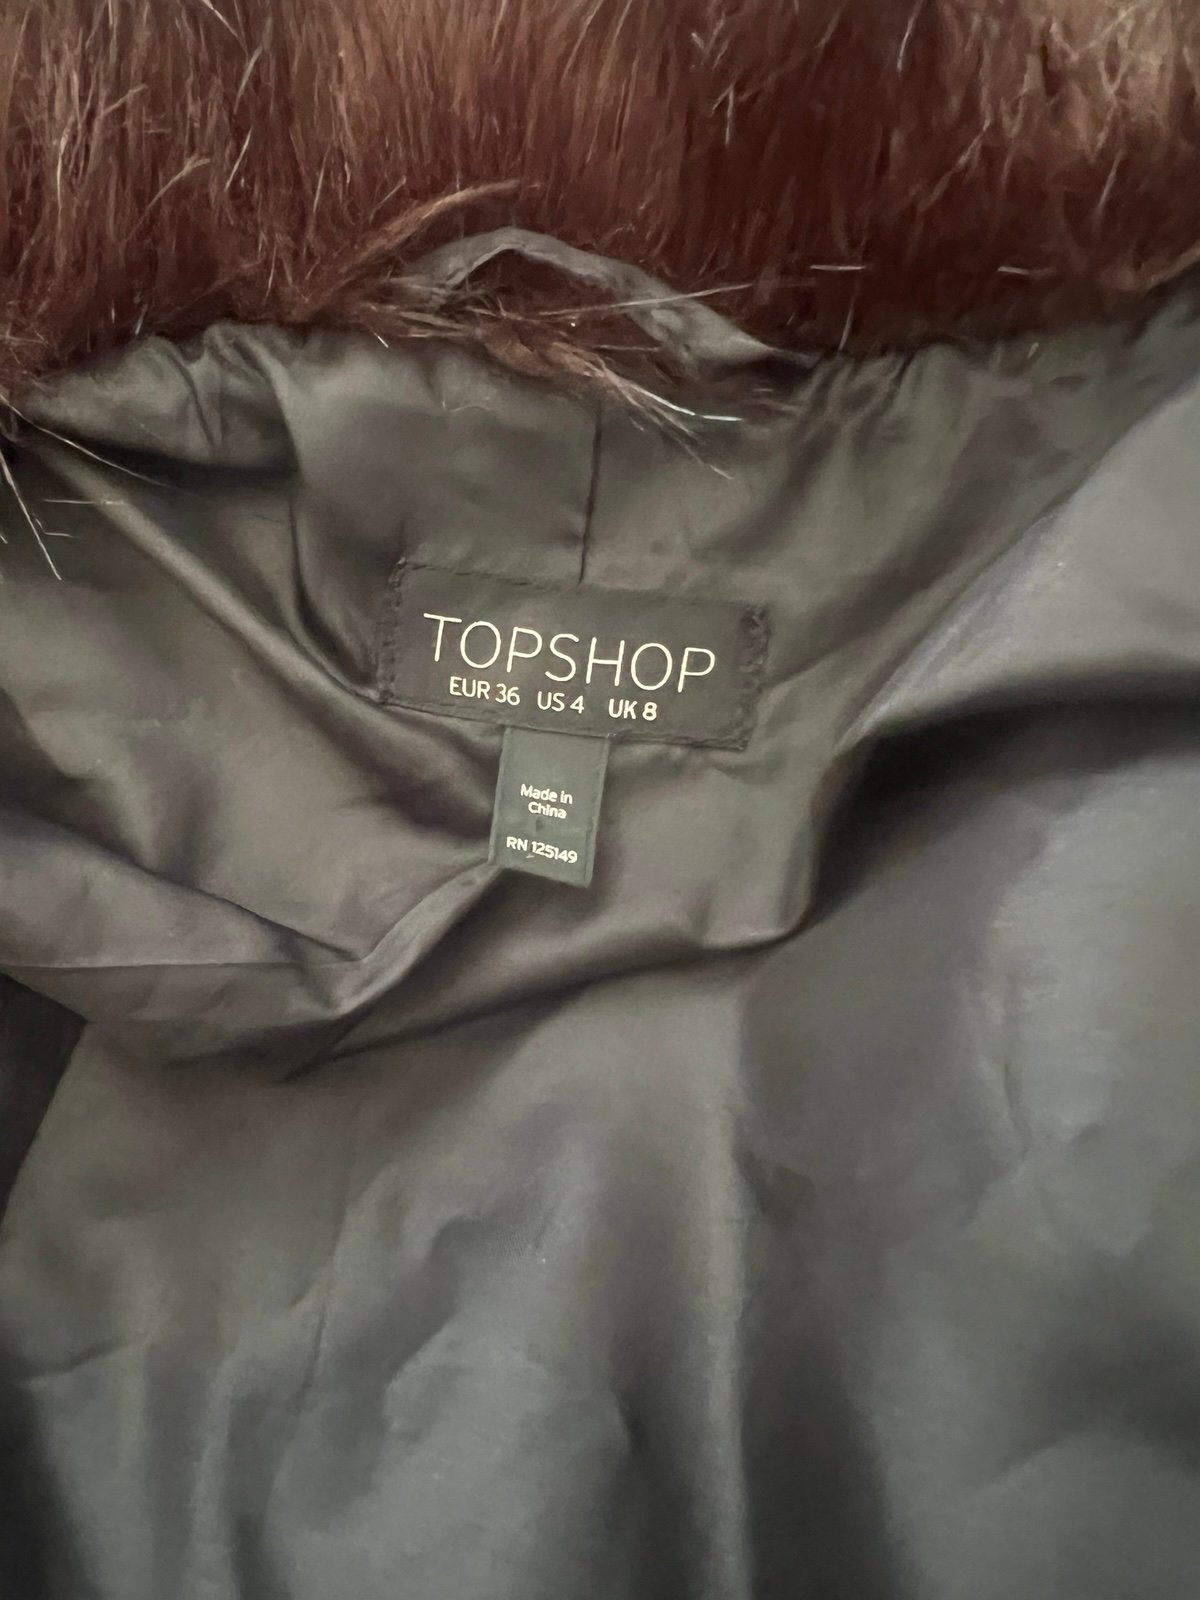 TOPSHOP
EUR 36 US 4 UK 8
Made in
China
RN 125149